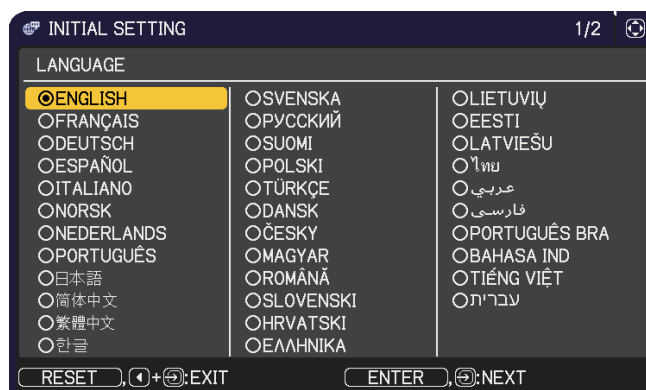 INITIAL SETTING 1/2
LANGUAGE
ENGLISH
FRANÇAIS
DEUTSCH
ESPAÑOL
ITALIANO
NORSK
NEDERLANDS
PORTUGUÊS
日本語
简体中文
繁體中文
한글
SVENSKA
РУССКИЙ
SUOMI
POLSKI
TÜRKÇE
DANSK
ČESKY
MAGYAR
ROMÂNĂ
SLOVENSKI
HRVATSKI
ΕΛΛΗΝΙΚΑ
LIETUVIŲ
EESTI
LATVIEŠU
ไทย
عربي
فارسی
PORTUGUÊS BRA
BAHASA IND
TIÉNG VIỆT
עברית
RESET ,+:EXIT ENTER ,:NEXT